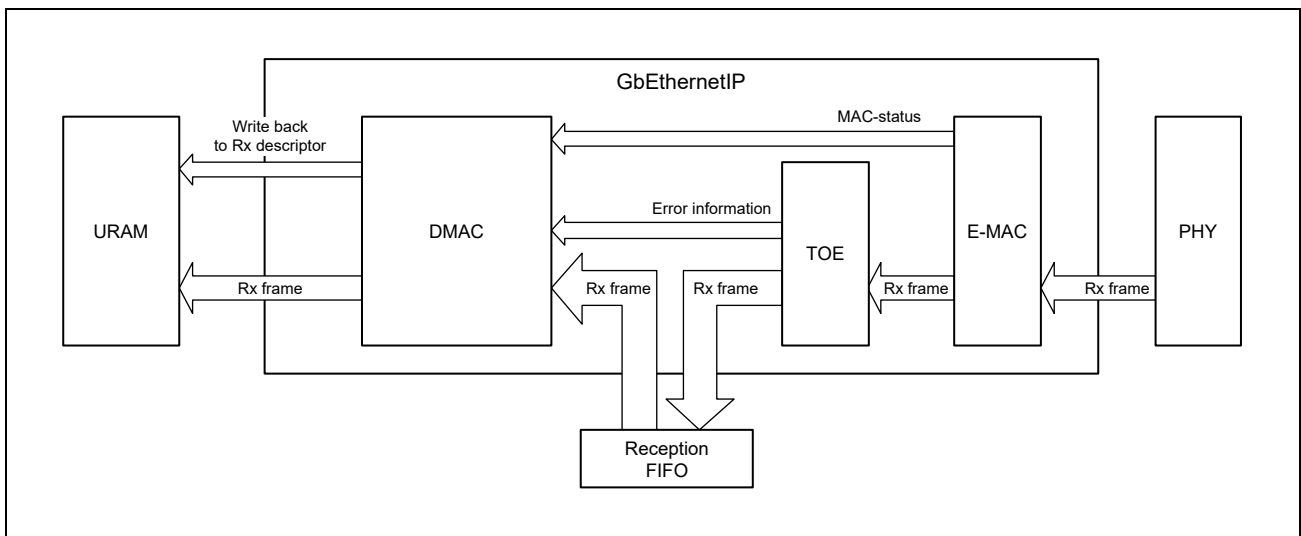 GbEthernetIP
Write back
to Rx descriptor
MAC-status
Error information
URAM
DMAC
TOE
E-MAC
PHY
Rx frame
Rx frame
Rx frame
Rx frame
Rx frame
Reception
FIFO